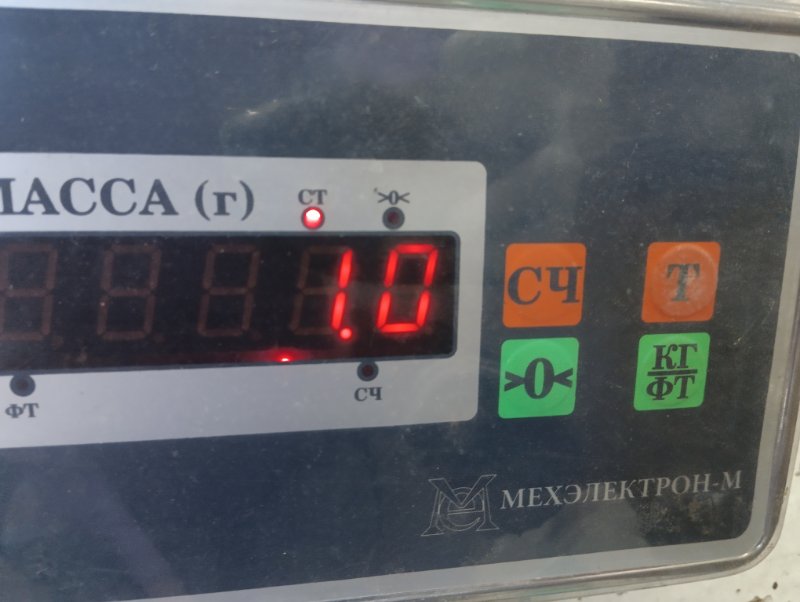 МАССА (г)
СТ >0<
1.0
ФТ СЧ
СЧ Т
>0< КГ
ФТ
МЕХЭЛЕКТРОН-М